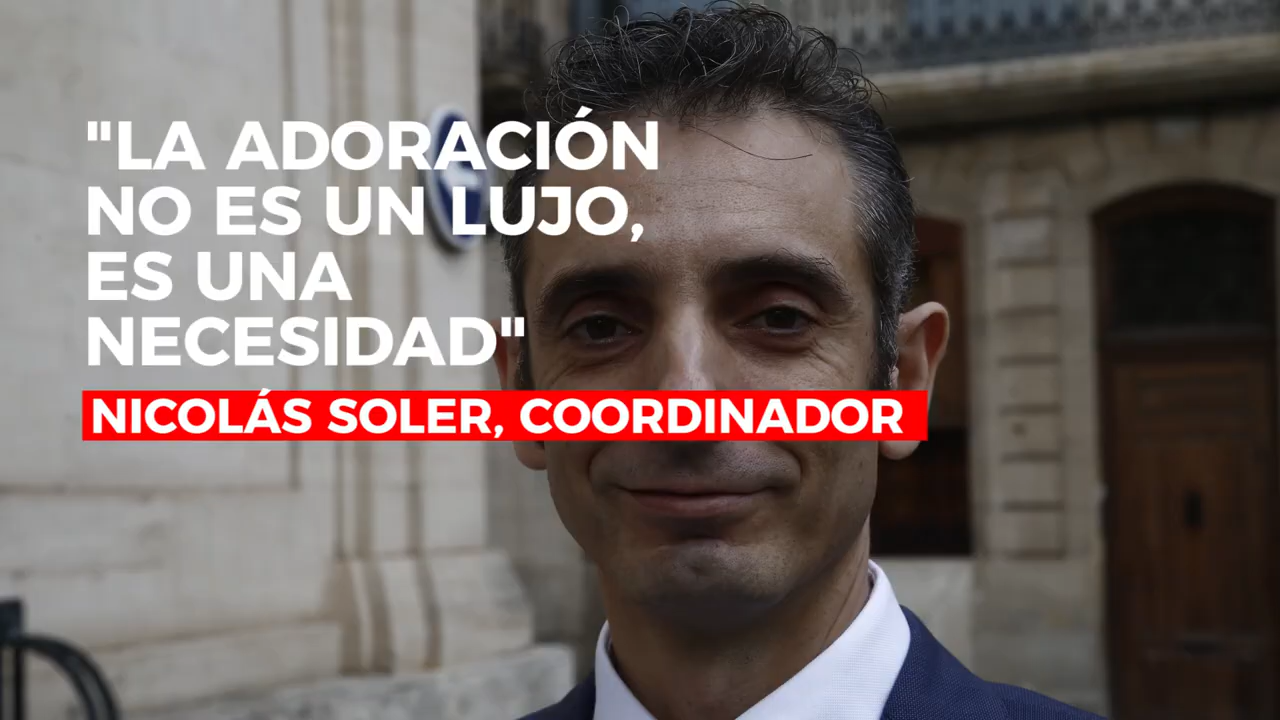 "LA ADORACIÓN
NO ES UN LUJO,
ES UNA
NECESIDAD"
NICOLÁS SOLER, COORDINADOR